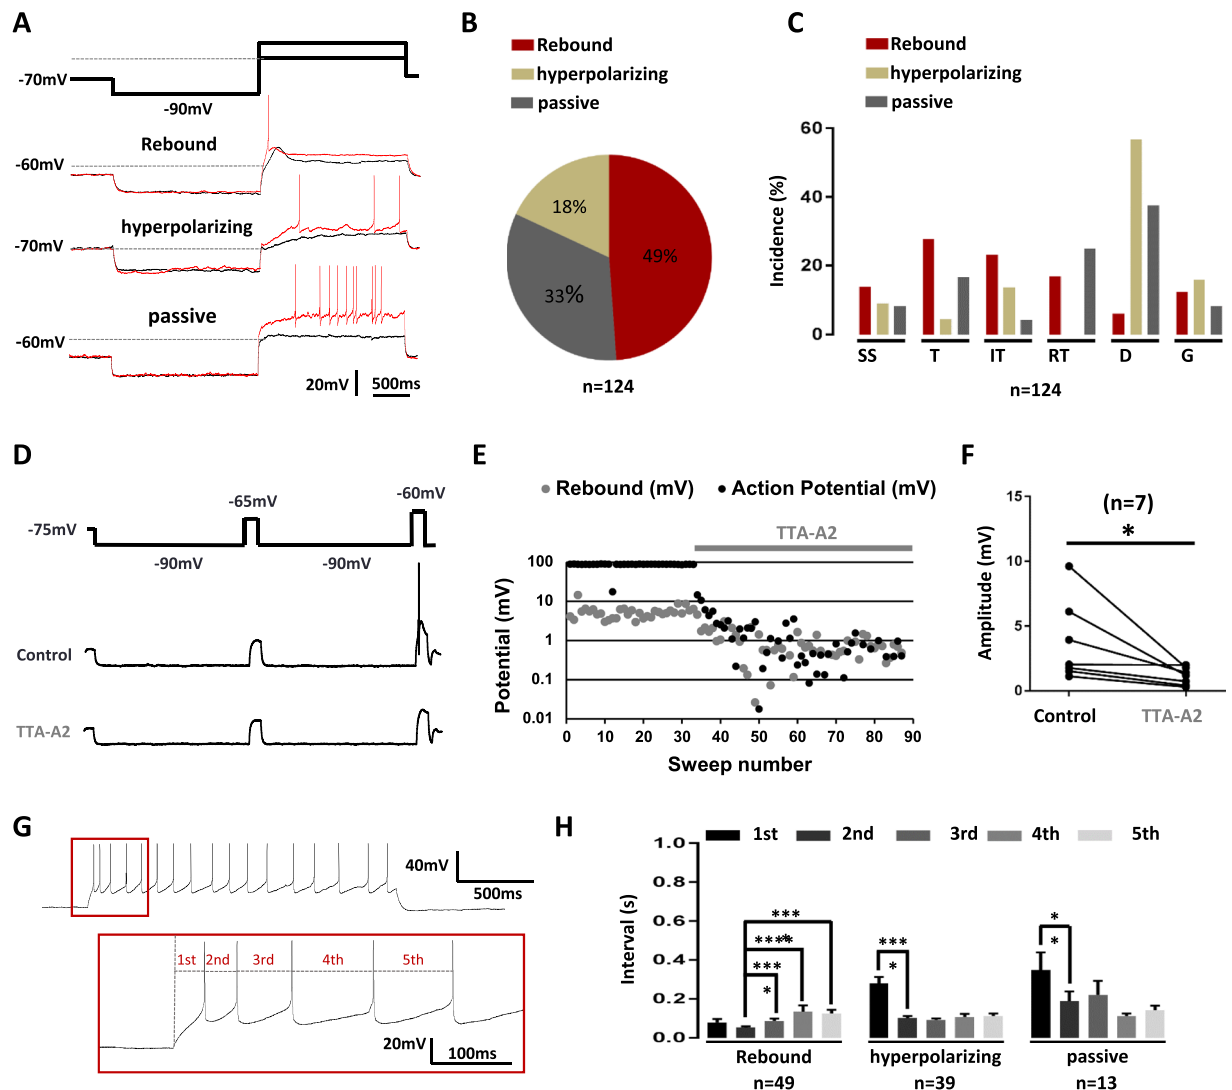 A
-70mV
-90mV
Rebound
-60mV
hyperpolarizing
-70mV
passive
-60mV
20mV
500ms
B
Rebound
hyperpolarizing
passive
18%
49%
33%
n=124
C
Rebound
hyperpolarizing
passive
Incidence (%)
60
40
20
0
SS T IT RT D G
n=124
D
-75mV
-65mV
-60mV
-90mV
-90mV
Control
TTA-A2
E
Rebound (mV)
Action Potential (mV)
TTA-A2
Potential (mV)
100
10
1
0.1
0.01
0 10 20 30 40 50 60 70 80 90
Sweep number
F
(n=7)
*
Amplitude (mV)
15
10
5
0
Control
TTA-A2
G
40mV
500ms
1st 2nd 3rd 4th 5th
20mV
100ms
H
1st 2nd 3rd 4th 5th
Interval (s)
1.0
0.8
0.6
0.4
0.2
0.0
***
*
****
***
*
***
*
*
*
Rebound hyperpolarizing passive
n=49 n=39 n=13